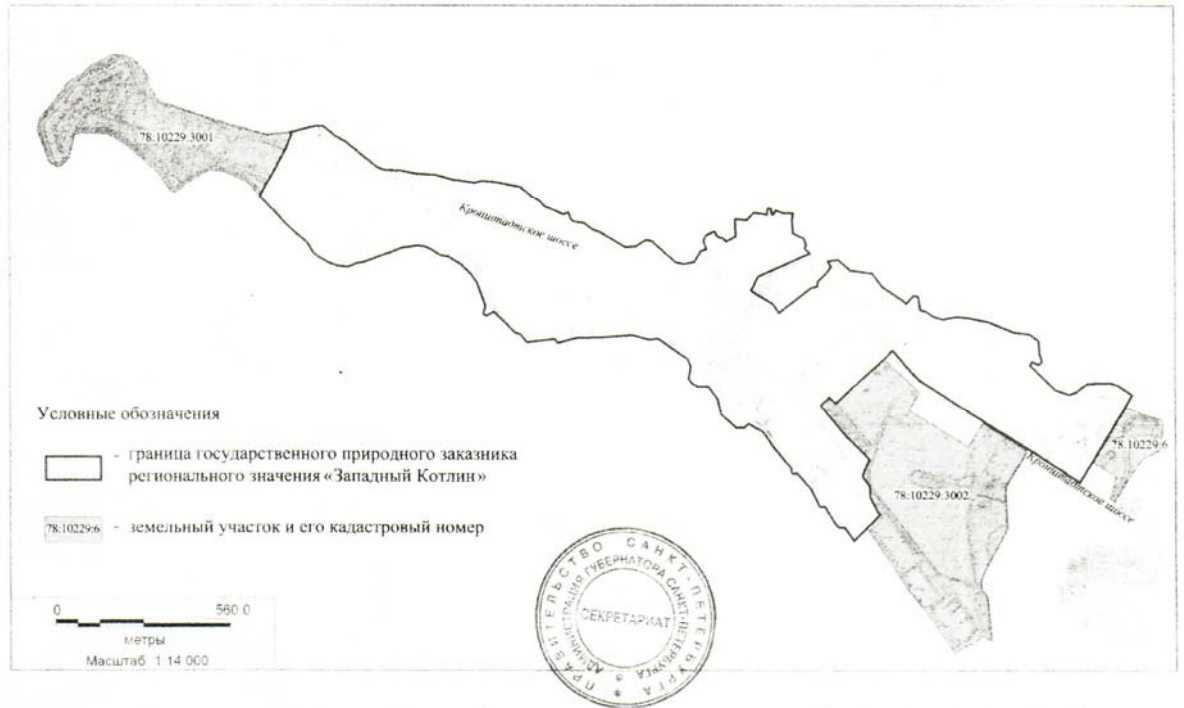 78:10229:3001
Кронштадтское шоссе
78:10229:6
Кронштадтское шоссе
78:10229:3002
Условные обозначения
- граница государственного природного заказника
регионального значения «Западный Котлин»
78:10229:6 - земельный участок и его кадастровый номер
0 560.0
метры
Масштаб 1:14 000
ПРАВИТЕЛЬСТВО САНКТ-ПЕТЕРБУРГА
АДМИНИСТРАЦИЯ ГУБЕРНАТОРА САНКТ-ПЕТЕРБУРГА
СЕКРЕТАРИАТ